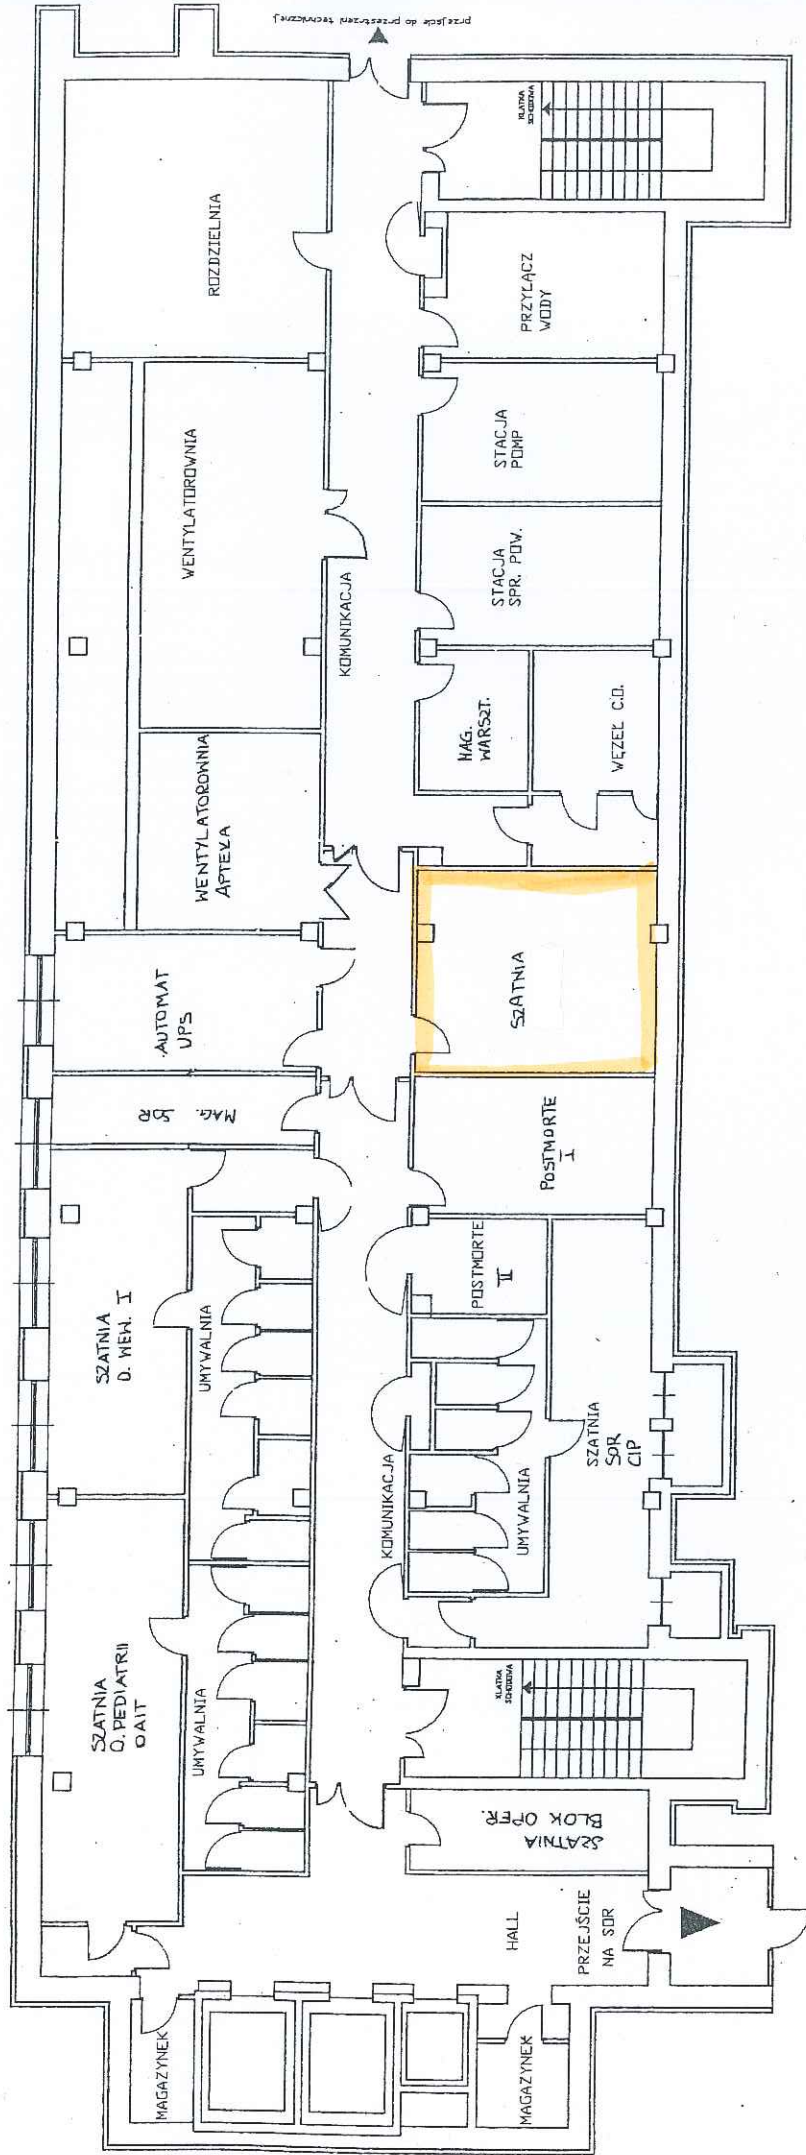 przejście do przestrzeni technicznej
KLATKA
SCHODOWA
ROZDZIELNIA
PRZYŁĄCZ
WODY
WENTYLATOROWNIA
STACJA
POMP
STACJA
SPR. POW.
KOMUNIKACJA
MAG.
WARSZT.
WĘZEŁ C.O.
WENTYLATOROWNIA
APTEKA
SZATNIA
AUTOMAT
UPS
MAG. SOR
POSTMORTE
I
POSTMORTE
II
SZATNIA
O. WEW. I
UMYWALNIA
SZATNIA
SOR
CIP
KOMUNIKACJA
UMYWALNIA
SZATNIA
O. PEDIATRII
OAIT
UMYWALNIA
KLATKA
SCHODOWA
SZATNIA
BLOK OPER.
HALL
PRZEJŚCIE
NA SOR
MAGAZYNEK
MAGAZYNEK